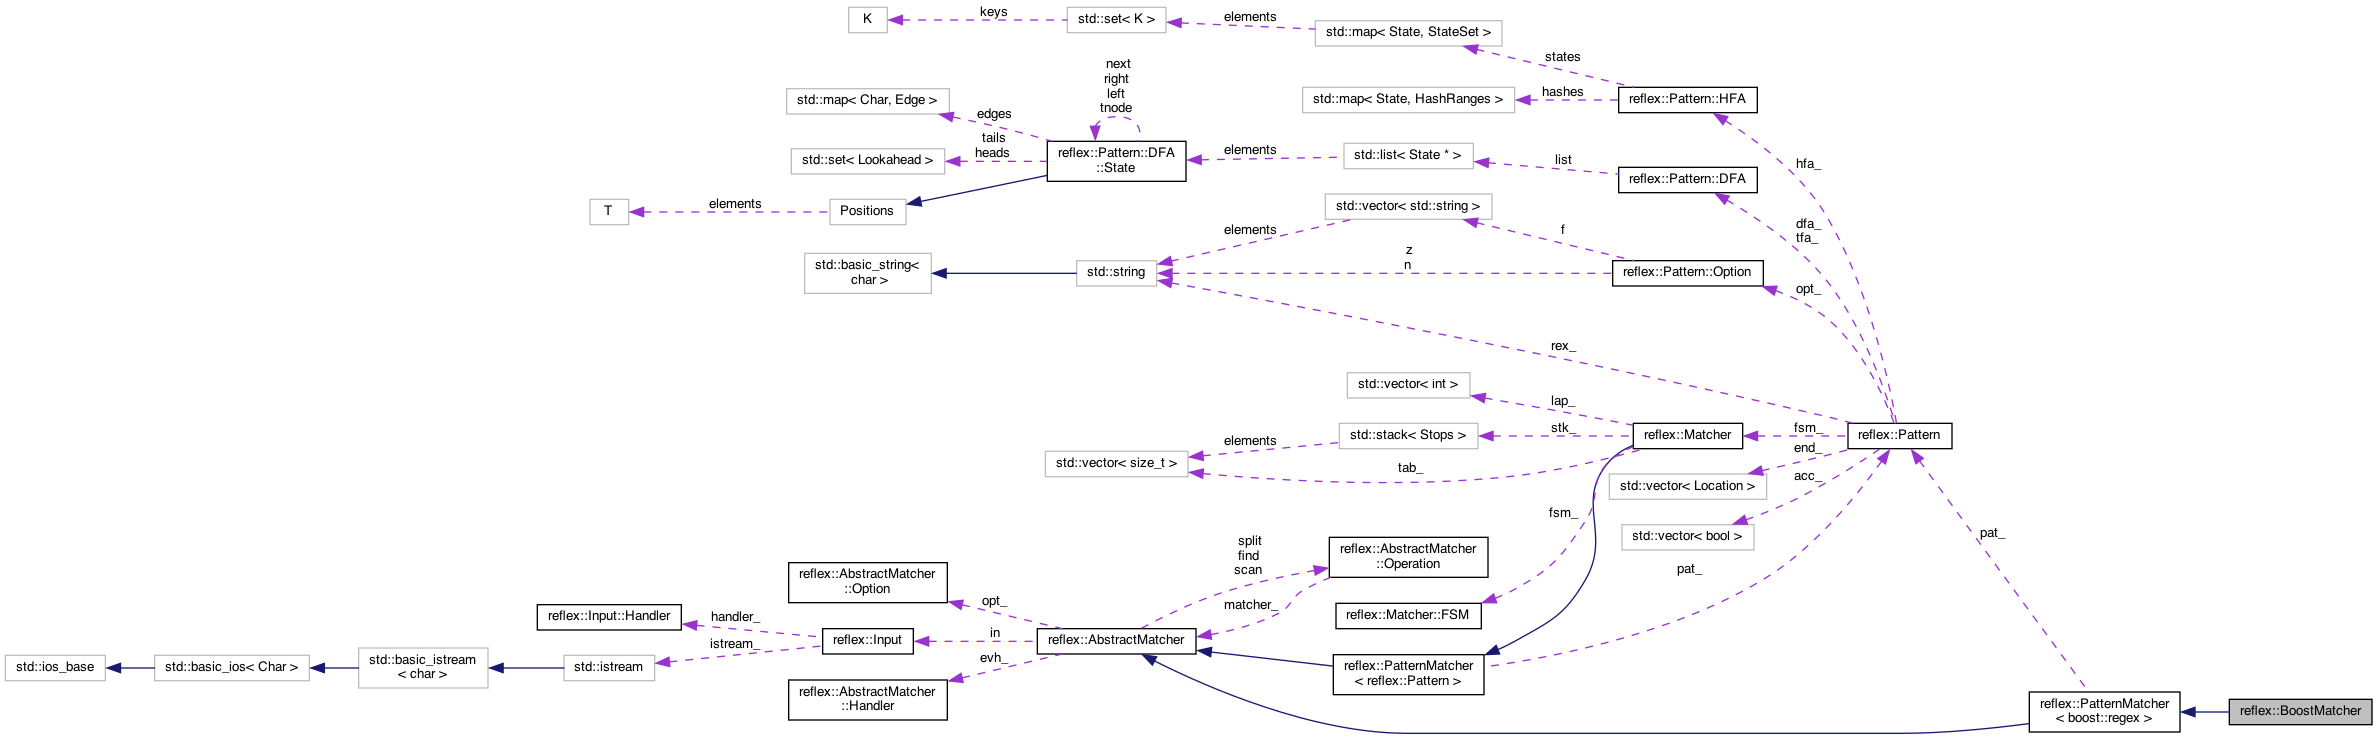 K
keys
std::set< K >
elements
std::map< State, StateSet >
states
next
right
left
tnode
std::map< Char, Edge >
edges
std::map< State, HashRanges >
hashes
reflex::Pattern::HFA
tails
heads
std::set< Lookahead >
reflex::Pattern::DFA
::State
elements
std::list< State * >
list
reflex::Pattern::DFA
hfa_
T
elements
Positions
std::vector< std::string >
elements
f
dfa_
tfa_
std::basic_string<
char >
std::string
z
n
reflex::Pattern::Option
opt_
rex_
std::vector< int >
lap_
std::stack< Stops >
stk_
reflex::Matcher
fsm_
reflex::Pattern
elements
std::vector< size_t >
tab_
end_
std::vector< Location >
acc_
fsm_
std::vector< bool >
pat_
split
find
scan
reflex::AbstractMatcher
::Operation
pat_
reflex::AbstractMatcher
::Option
opt_
matcher_
reflex::Matcher::FSM
reflex::Input::Handler
handler_
reflex::Input
in
reflex::AbstractMatcher
istream_
evh_
std::ios_base
std::basic_ios< Char >
std::basic_istream
< char >
std::istream
reflex::PatternMatcher
< reflex::Pattern >
reflex::AbstractMatcher
::Handler
reflex::PatternMatcher
< boost::regex >
reflex::BoostMatcher